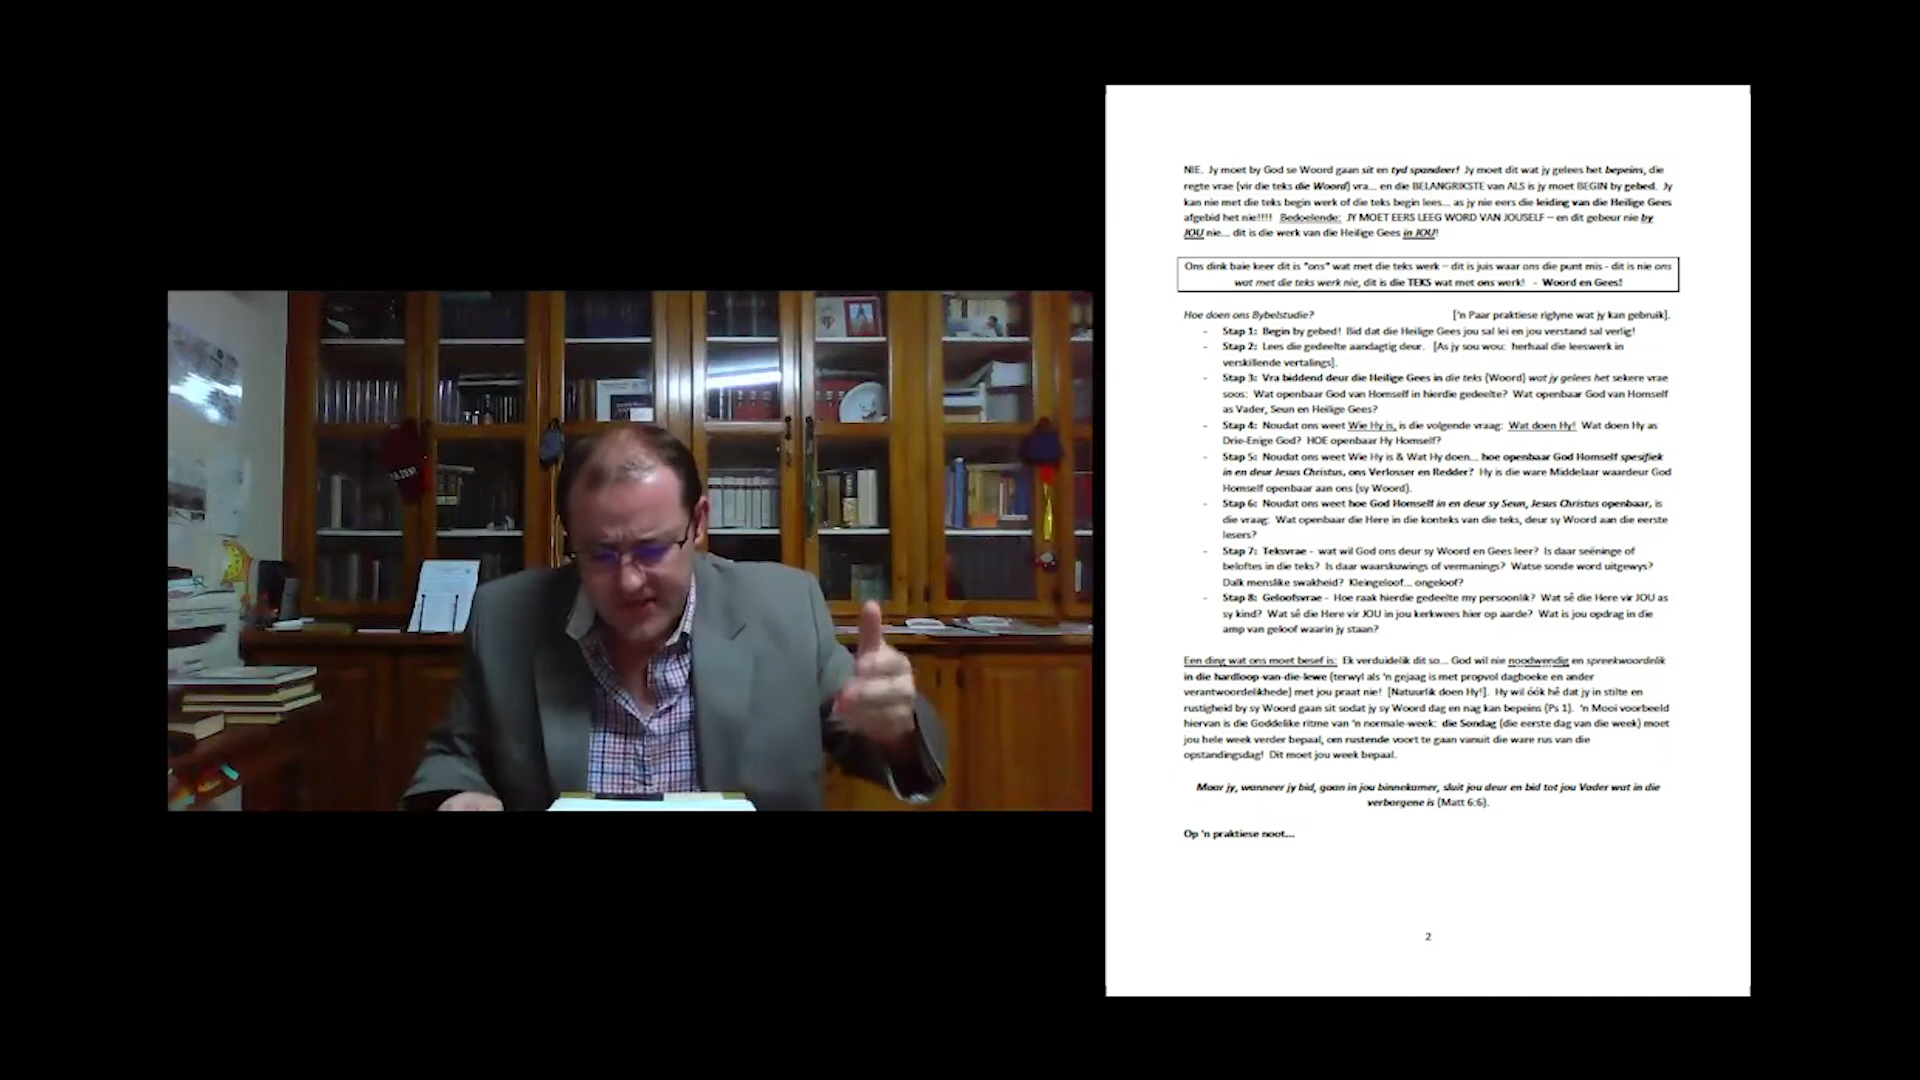 NIE. Jy moet by God se Woord gaan sit en tyd spandeer! Jy moet dit wat jy gelees het bepeins, die
regte vrae (vir die teks die Woord) vra... en die BELANGRIKSTE van ALS is jy moet BEGIN by gebed. Jy
kan nie met die teks begin werk of die teks begin lees... as jy nie eers die leiding van die Heilige Gees
afgebid het nie!!!! Bedoelende: JY MOET EERS LEEG WORD VAN JOUSELF – en dit gebeur nie by
JOU nie... dit is die werk van die Heilige Gees in JOU!
Ons dink baie keer dit is "ons" wat met die teks werk – dit is juis waar ons die punt mis - dit is nie ons
wat met die teks werk nie, dit is die TEKS wat met ons werk! - Woord en Gees!
Hoe doen ons Bybelstudie? ['n Paar praktiese riglyne wat jy kan gebruik].
- Stap 1: Begin by gebed! Bid dat die Heilige Gees jou sal lei en jou verstand sal verlig!
- Stap 2: Lees die gedeelte aandagtig deur. [As jy sou wou: herhaal die leeswerk in
verskillende vertalings].
- Stap 3: Vra biddend deur die Heilige Gees in die teks (Woord) wat jy gelees het sekere vrae
soos: Wat openbaar God van Homself in hierdie gedeelte? Wat openbaar God van Homself
as Vader, Seun en Heilige Gees?
- Stap 4: Noudat ons weet Wie Hy is, is die volgende vraag: Wat doen Hy! Wat doen Hy as
Drie-Enige God? HOE openbaar Hy Homself?
- Stap 5: Noudat ons weet Wie Hy is & Wat Hy doen... hoe openbaar God Homself spesifiek
in en deur Jesus Christus, ons Verlosser en Redder? Hy is die ware Middelaar waardeur God
Homself openbaar aan ons (sy Woord).
- Stap 6: Noudat ons weet hoe God Homself in en deur sy Seun, Jesus Christus openbaar, is
die vraag: Wat openbaar die Here in die konteks van die teks, deur sy Woord aan die eerste
lesers?
- Stap 7: Teksvrae - wat wil God ons deur sy Woord en Gees leer? Is daar seëninge of
beloftes in die teks? Is daar waarskuwings of vermanings? Watse sonde word uitgewys?
Dalk menslike swakheid? Kleingeloof... ongeloof?
- Stap 8: Geloofsvrae - Hoe raak hierdie gedeelte my persoonlik? Wat sê die Here vir JOU as
sy kind? Wat sê die Here vir JOU in jou kerkwees hier op aarde? Wat is jou opdrag in die
amp van geloof waarin jy staan?
Een ding wat ons moet besef is: Ek verduidelik dit so... God wil nie noodwendig en spreekwoordelik
in die hardloop-van-die-lewe (terwyl als 'n gejaag is met propvol dagboeke en ander
verantwoordelikhede) met jou praat nie! [Natuurlik doen Hy!]. Hy wil óók hê dat jy in stilte en
rustigheid by sy Woord gaan sit sodat jy sy Woord dag en nag kan bepeins (Ps 1). 'n Mooi voorbeeld
hiervan is die Goddelike ritme van 'n normale-week: die Sondag (die eerste dag van die week) moet
jou hele week verder bepaal, om rustende voort te gaan vanuit die ware rus van die
opstandingsdag! Dit moet jou week bepaal.
Maar jy, wanneer jy bid, gaan in jou binnekamer, sluit jou deur en bid tot jou Vader wat in die
verborgene is (Matt 6:6).
Op 'n praktiese noot...
2